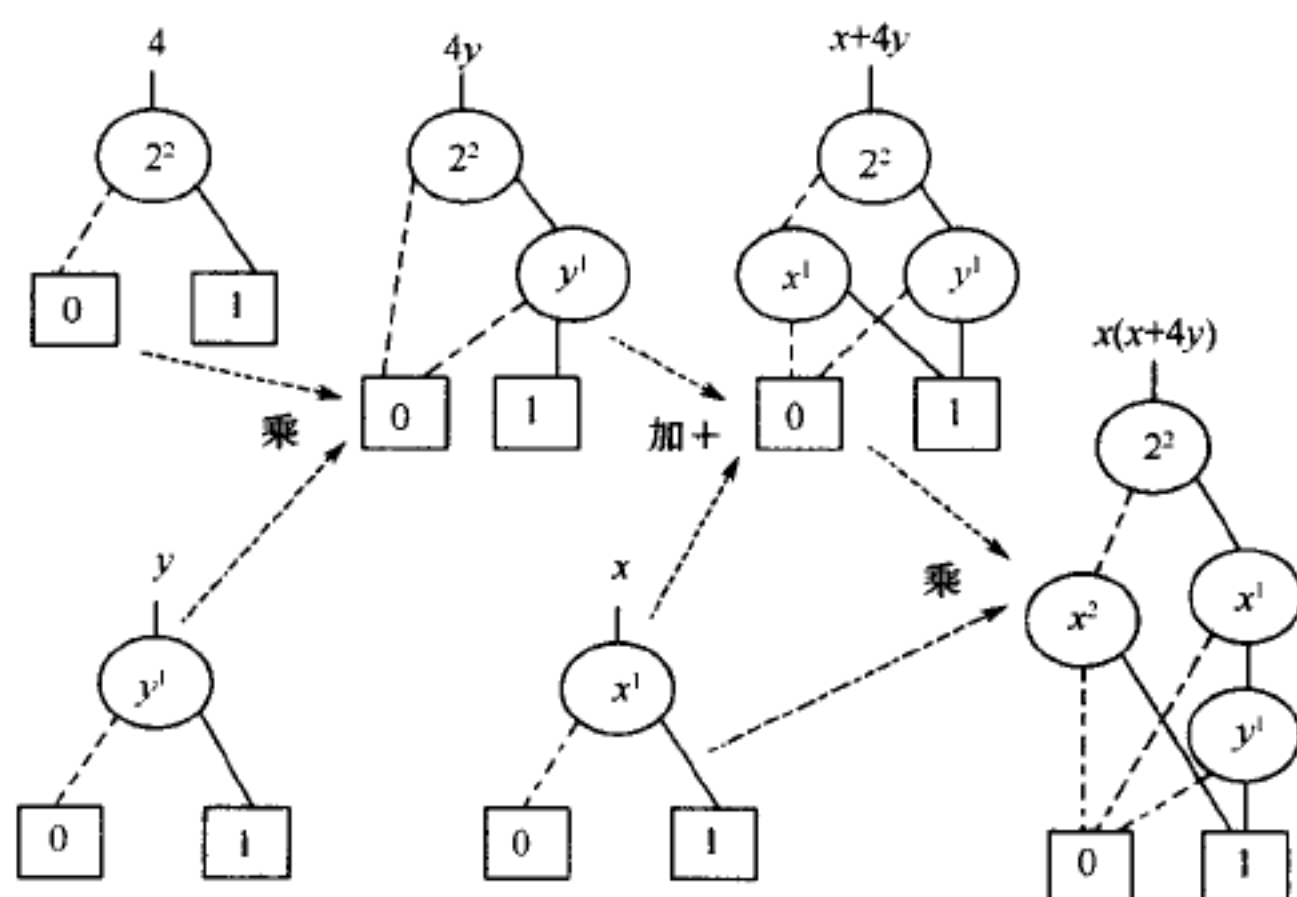 4
2²
0
1
4y
2²
y¹
0
1
x+4y
2²
x¹
y¹
0
1
乘
加+
y
y¹
0
1
x
x¹
0
1
乘
x(x+4y)
2²
x²
x¹
y¹
0
1